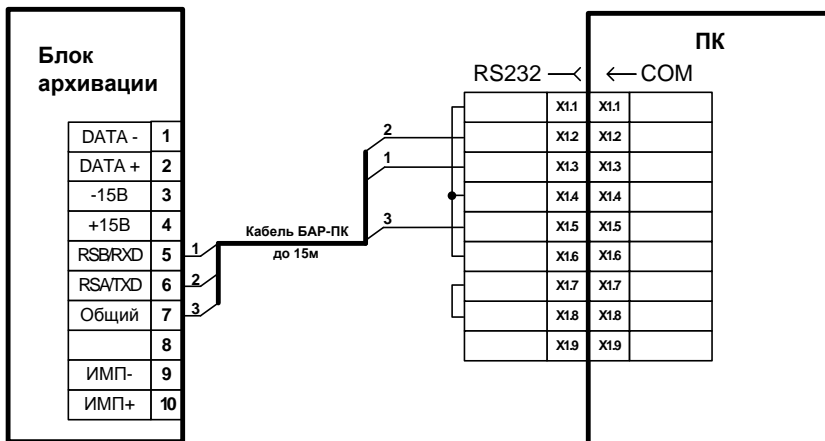 Блок
архивации
DATA - 1
DATA + 2
-15В 3
+15В 4
RSB/RXD 5
RSA/TXD 6
Общий 7
8
ИМП- 9
ИМП+ 10
1
2
3
Кабель БАР-ПК
до 15м
2
1
3
ПК
RS232 COM
X1.1 X1.1
X1.2 X1.2
X1.3 X1.3
X1.4 X1.4
X1.5 X1.5
X1.6 X1.6
X1.7 X1.7
X1.8 X1.8
X1.9 X1.9